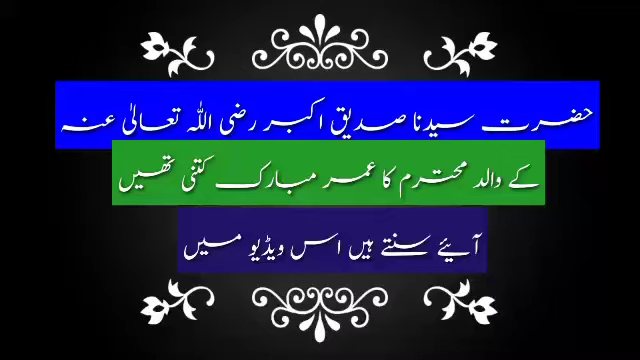 حضرت سیدنا صدیق اکبر رضی اللہ تعالیٰ عنہ
کے والد محترم کا عمر مبارک کتنی تھیں
آیئے سنتے ہیں اس ویڈیو میں